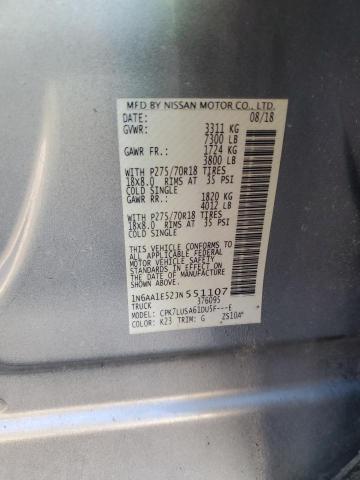 MFD BY NISSAN MOTOR CO., LTD.
DATE: 08/18
GVWR: 3311 KG
7300 LB
GAWR FR.: 1724 KG
3800 LB
WITH P275/70R18 TIRES
18x8.0 RIMS AT 35 PSI
COLD SINGLE
GAWR RR.: 1820 KG
4012 LB
WITH P275/70R18 TIRES
18x8.0 RIMS AT 35 PSI
COLD SINGLE
THIS VEHICLE CONFORMS TO
ALL APPLICABLE FEDERAL
MOTOR VEHICLE SAFETY
STANDARDS IN EFFECT ON THE
DATE OF MANUFACTURE
SHOWN ABOVE.
1N6AA1E52JN551107
TRUCK 376095
MODEL: CPK7LUSA61DU5F---E
COLOR: K23 TRIM: G 2S10A*